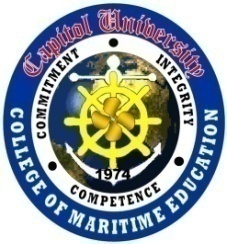 Capitol University
COMMITMENT
INTEGRITY
1974
COMPETENCE
COLLEGE OF MARITIME EDUCATION